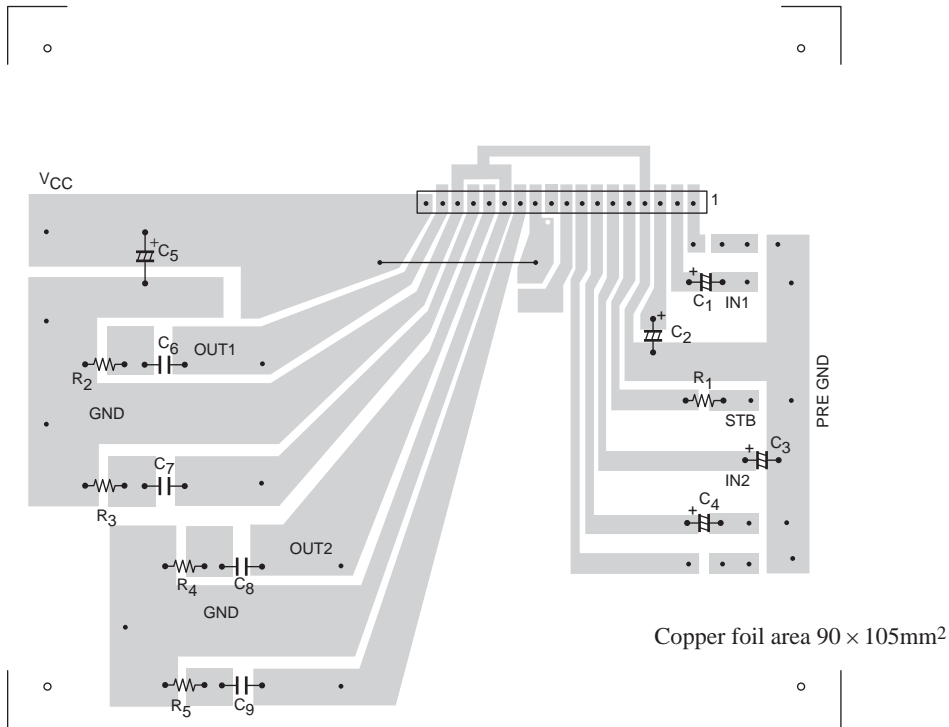 VCC
1
+
C5
+
C1
IN1
+
C2
C6
OUT1
R2
GND
R1
STB
PRE GND
C7
+
C3
IN2
R3
+
C4
OUT2
R4
C8
GND
Copper foil area 90 × 105mm2
R5
C9